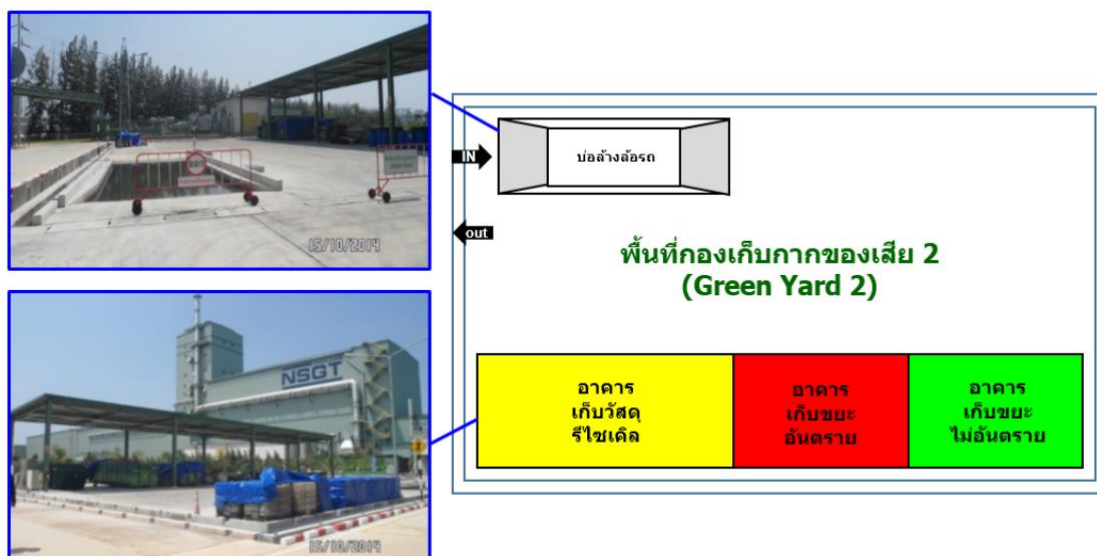 15/10/2014
IN
บ่อล้างล้อรถ
out
พื้นที่กองเก็บกากของเสีย 2
(Green Yard 2)
NSGT
15/10/2014
อาคาร
เก็บวัสดุ
รีไซเคิล
อาคาร
เก็บขยะ
อันตราย
อาคาร
เก็บขยะ
ไม่อันตราย